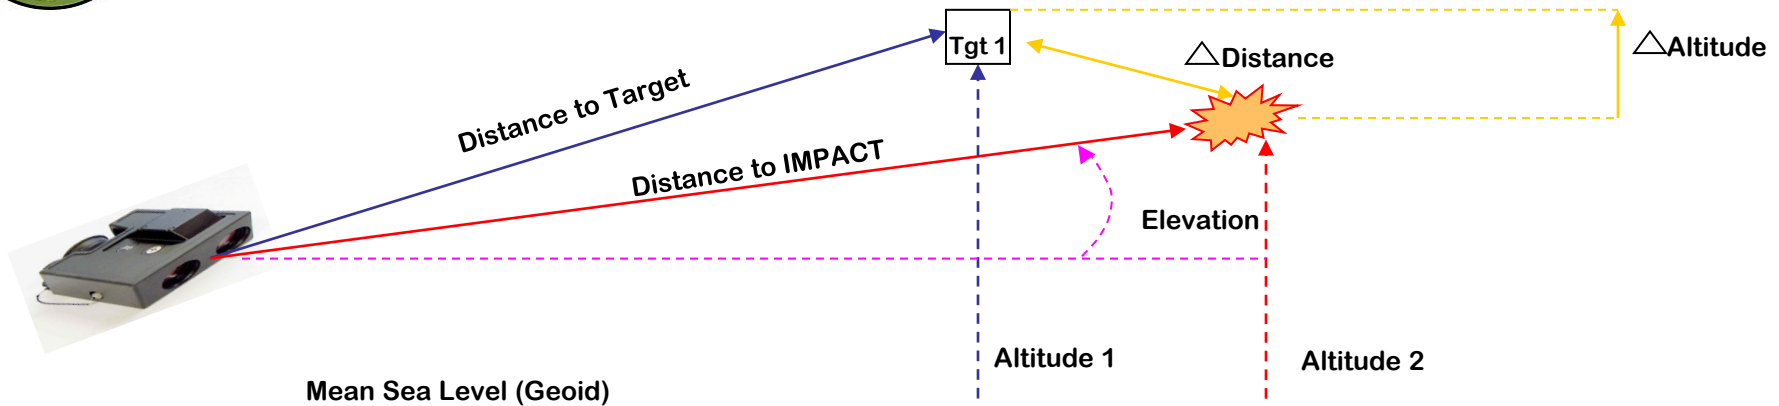 Tgt 1
△Distance
△Altitude
Distance to Target
Distance to IMPACT
Elevation
Altitude 1
Altitude 2
Mean Sea Level (Geoid)